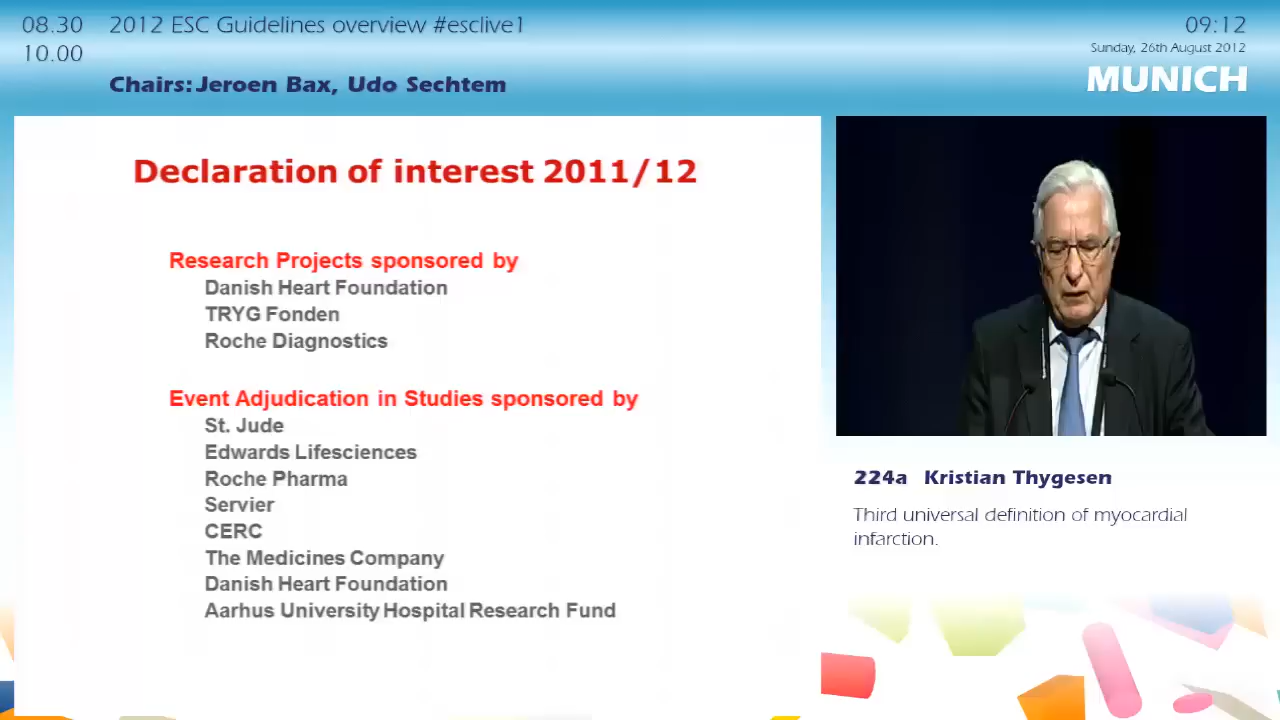 08.30 2012 ESC Guidelines overview #esclive1
10.00
Chairs: Jeroen Bax, Udo Sechtem
09:12
Sunday, 26th August 2012
MUNICH
Declaration of interest 2011/12
Research Projects sponsored by
Danish Heart Foundation
TRYG Fonden
Roche Diagnostics
Event Adjudication in Studies sponsored by
St. Jude
Edwards Lifesciences
Roche Pharma
Servier
CERC
The Medicines Company
Danish Heart Foundation
Aarhus University Hospital Research Fund
224a Kristian Thygesen
Third universal definition of myocardial
infarction.